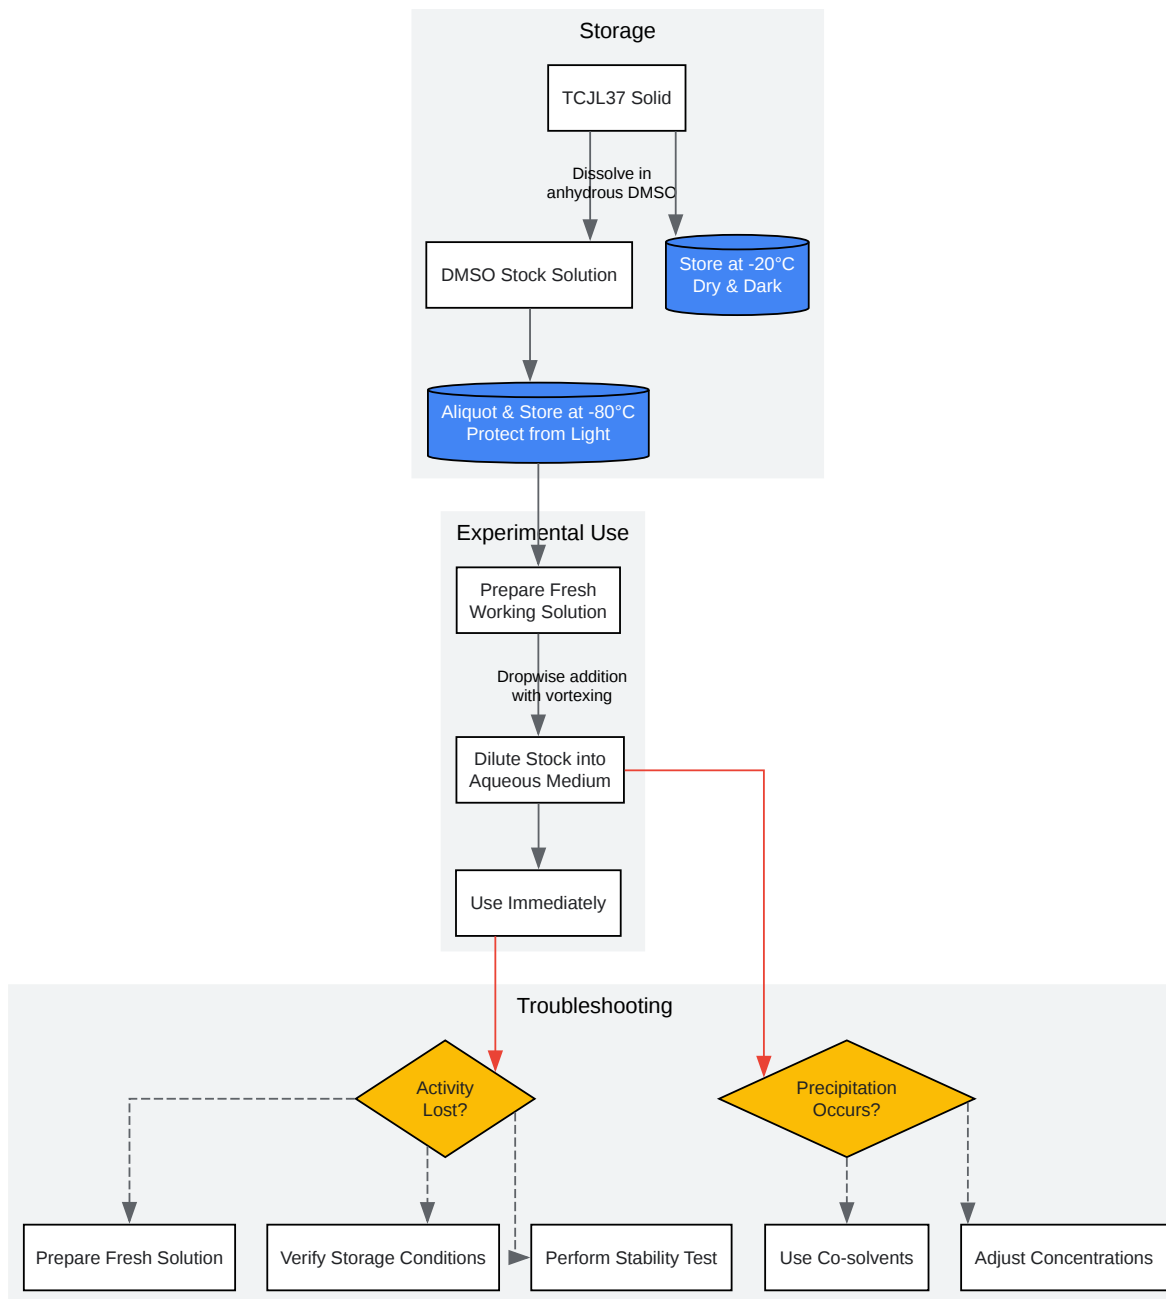 Storage
TCJL37 Solid
Dissolve in
anhydrous DMSO
DMSO Stock Solution
Store at -20°C
Dry & Dark
Aliquot & Store at -80°C
Protect from Light
Experimental Use
Prepare Fresh
Working Solution
Dropwise addition
with vortexing
Dilute Stock into
Aqueous Medium
Use Immediately
Troubleshooting
Activity
Lost?
Precipitation
Occurs?
Prepare Fresh Solution
Verify Storage Conditions
Perform Stability Test
Use Co-solvents
Adjust Concentrations